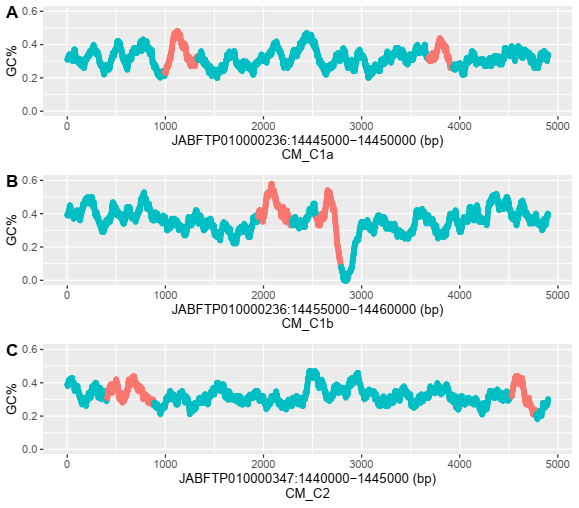 A
GC%
0.6
0.4
0.2
0.0
0 1000 2000 3000 4000 5000
JABFTP010000236:14445000−14450000 (bp)
CM_C1a
B
GC%
0.6
0.4
0.2
0.0
0 1000 2000 3000 4000 5000
JABFTP010000236:14455000−14460000 (bp)
CM_C1b
C
GC%
0.6
0.4
0.2
0.0
0 1000 2000 3000 4000 5000
JABFTP010000347:1440000−1445000 (bp)
CM_C2